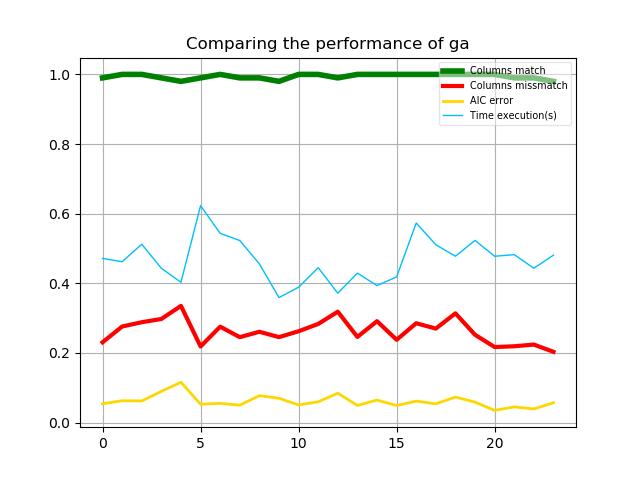 Comparing the performance of ga
Columns match
Columns missmatch
AIC error
Time execution(s)
1.0
0.8
0.6
0.4
0.2
0.0
0 5 10 15 20